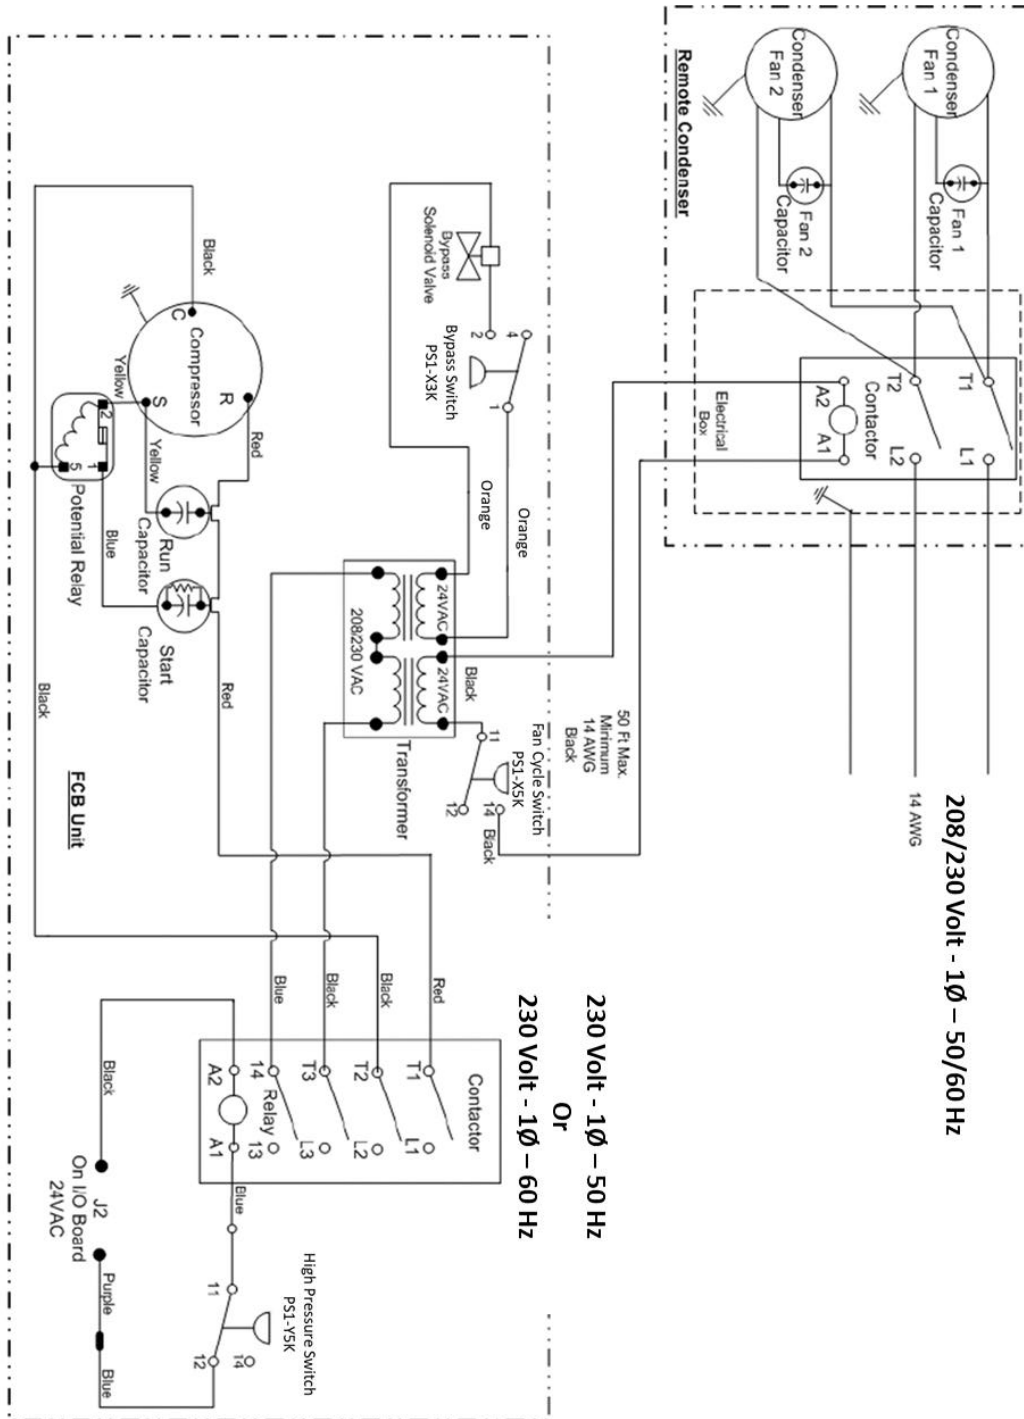 Condenser
Fan 1
Condenser
Fan 2
Fan 1
Capacitor
Fan 2
Capacitor
Remote Condenser
Electrical
Box
T1
T2
L1
L2
Contactor
A2
A1
14 AWG
208/230 Volt - 1Ø – 50/60 Hz
Bypass
Solenoid Valve
4
2
1
Bypass Switch
PS1-X3K
Orange
Orange
Black
C
Compressor
S
R
Yellow
Yellow
Red
2
1
5
Potential Relay
Blue
Run
Capacitor
Start
Capacitor
24VAC
24VAC
208/230 VAC
Transformer
Black
11
12
14
Fan Cycle Switch
PS1-X5K
Black
50 Ft Max.
Minimum
14 AWG
Black
Red
Black
FCB Unit
230 Volt - 1Ø – 50 Hz
Or
230 Volt - 1Ø – 60 Hz
Red
Black
Black
Blue
Contactor
T1
L1
T2
L2
T3
L3
14
Relay
13
A2
A1
Black
Blue
J2
On I/O Board
24VAC
Purple
Blue
11
12
14
High Pressure Switch
PS1-Y5K